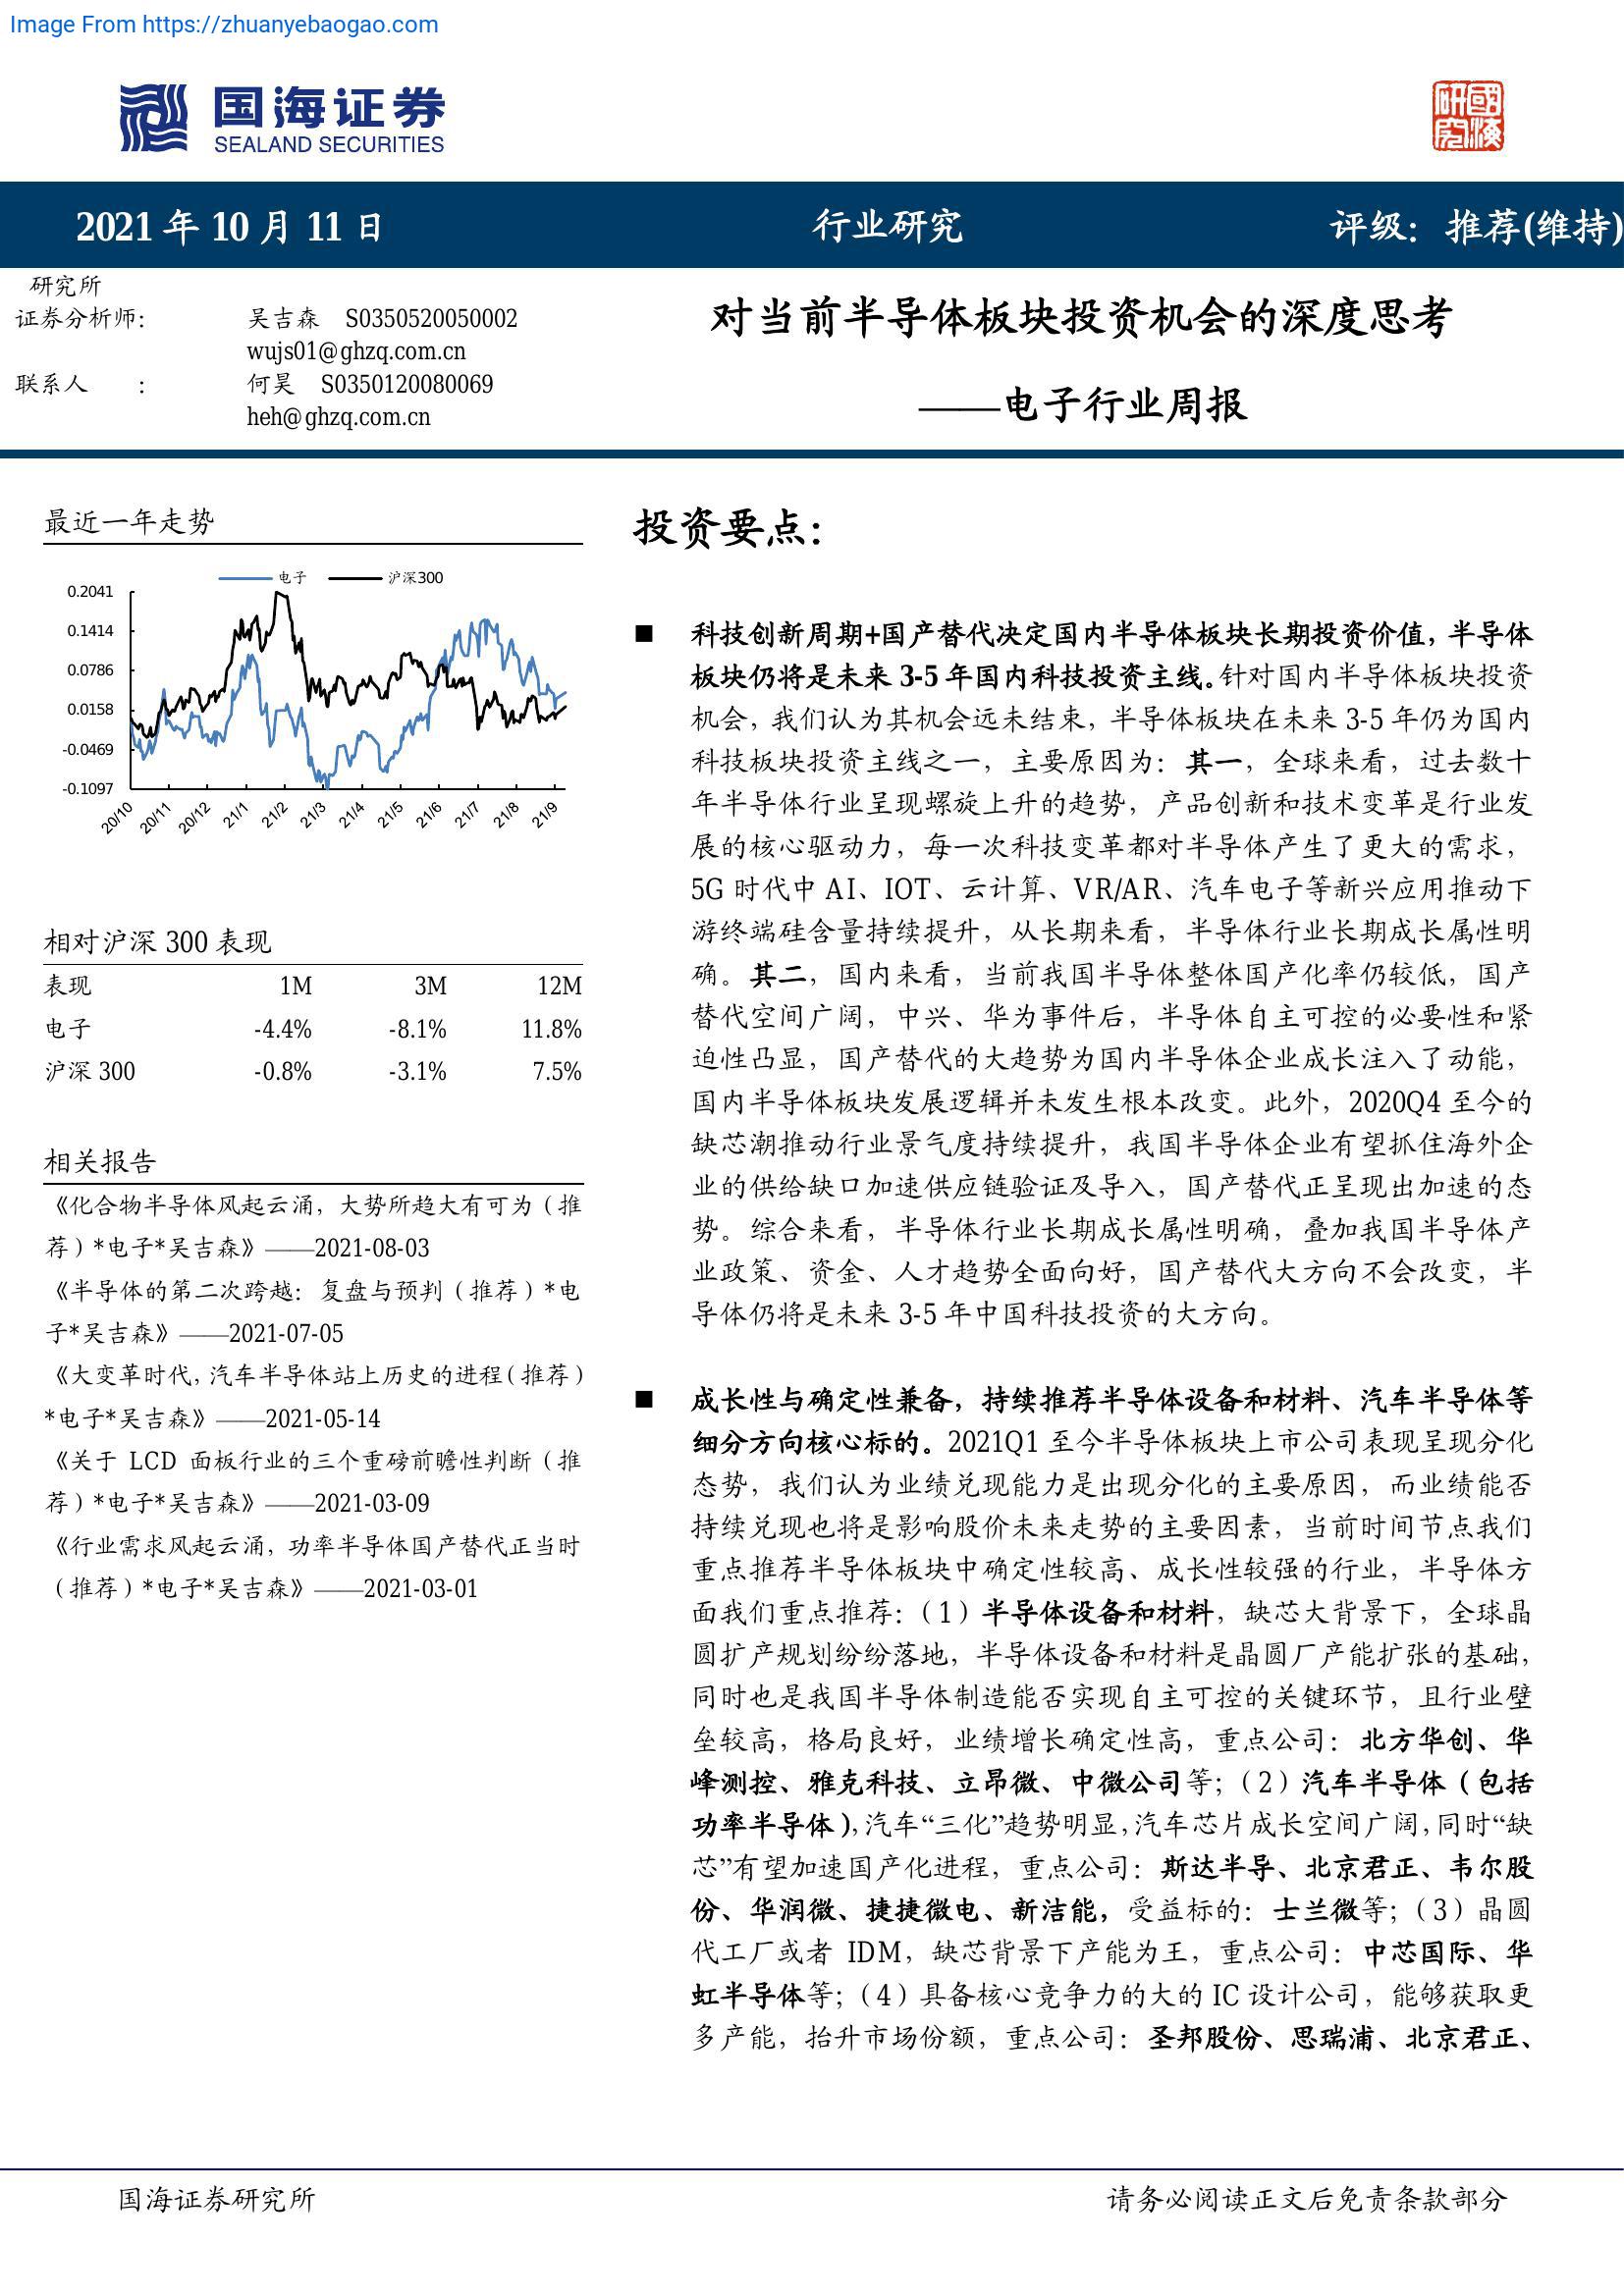 Image From https://zhuanyebaogao.com
国海证券
SEALAND SECURITIES
國海研究
2021 年 10 月 11 日
行业研究
评级：推荐(维持)
研究所
证券分析师：
吴吉森 S0350520050002
wujs01@ghzq.com.cn
联系人 ：
何昊 S0350120080069
heh@ghzq.com.cn
对当前半导体板块投资机会的深度思考
——电子行业周报
最近一年走势
电子
沪深300
0.2041
0.1414
0.0786
0.0158
-0.0469
-0.1097
20/10
20/11
20/12
21/1
21/2
21/3
21/4
21/5
21/6
21/7
21/8
21/9
相对沪深 300 表现
表现 1M 3M 12M
电子 -4.4% -8.1% 11.8%
沪深 300 -0.8% -3.1% 7.5%
相关报告
《化合物半导体风起云涌，大势所趋大有可为（推
荐）*电子*吴吉森》——2021-08-03
《半导体的第二次跨越：复盘与预判（推荐）*电
子*吴吉森》——2021-07-05
《大变革时代，汽车半导体站上历史的进程（推荐）
*电子*吴吉森》——2021-05-14
《关于 LCD 面板行业的三个重磅前瞻性判断（推
荐）*电子*吴吉森》——2021-03-09
《行业需求风起云涌，功率半导体国产替代正当时
（推荐）*电子*吴吉森》——2021-03-01
投资要点：
■ 科技创新周期+国产替代决定国内半导体板块长期投资价值，半导体
板块仍将是未来 3-5 年国内科技投资主线。针对国内半导体板块投资
机会，我们认为其机会远未结束，半导体板块在未来 3-5 年仍为国内
科技板块投资主线之一，主要原因为：其一，全球来看，过去数十
年半导体行业呈现螺旋上升的趋势，产品创新和技术变革是行业发
展的核心驱动力，每一次科技变革都对半导体产生了更大的需求，
5G 时代中 AI、IOT、云计算、VR/AR、汽车电子等新兴应用推动下
游终端硅含量持续提升，从长期来看，半导体行业长期成长属性明
确。其二，国内来看，当前我国半导体整体国产化率仍较低，国产
替代空间广阔，中兴、华为事件后，半导体自主可控的必要性和紧
迫性凸显，国产替代的大趋势为国内半导体企业成长注入了动能，
国内半导体板块发展逻辑并未发生根本改变。此外，2020Q4 至今的
缺芯潮推动行业景气度持续提升，我国半导体企业有望抓住海外企
业的供给缺口加速供应链验证及导入，国产替代正呈现出加速的态
势。综合来看，半导体行业长期成长属性明确，叠加我国半导体产
业政策、资金、人才趋势全面向好，国产替代大方向不会改变，半
导体仍将是未来 3-5 年中国科技投资的大方向。
■ 成长性与确定性兼备，持续推荐半导体设备和材料、汽车半导体等
细分方向核心标的。2021Q1 至今半导体板块上市公司表现呈现分化
态势，我们认为业绩兑现能力是出现分化的主要原因，而业绩能否
持续兑现也将是影响股价未来走势的主要因素，当前时间节点我们
重点推荐半导体板块中确定性较高、成长性较强的行业，半导体方
面我们重点推荐：（1）半导体设备和材料，缺芯大背景下，全球晶
圆扩产规划纷纷落地，半导体设备和材料是晶圆厂产能扩张的基础，
同时也是我国半导体制造能否实现自主可控的关键环节，且行业壁
垒较高，格局良好，业绩增长确定性高，重点公司：北方华创、华
峰测控、雅克科技、立昂微、中微公司等；（2）汽车半导体（包括
功率半导体），汽车“三化”趋势明显，汽车芯片成长空间广阔，同时“缺
芯”有望加速国产化进程，重点公司：斯达半导、北京君正、韦尔股
份、华润微、捷捷微电、新洁能，受益标的：士兰微等；（3）晶圆
代工厂或者 IDM，缺芯背景下产能为王，重点公司：中芯国际、华
虹半导体等；（4）具备核心竞争力的大的 IC 设计公司，能够获取更
多产能，抬升市场份额，重点公司：圣邦股份、思瑞浦、北京君正、
国海证券研究所
请务必阅读正文后免责条款部分